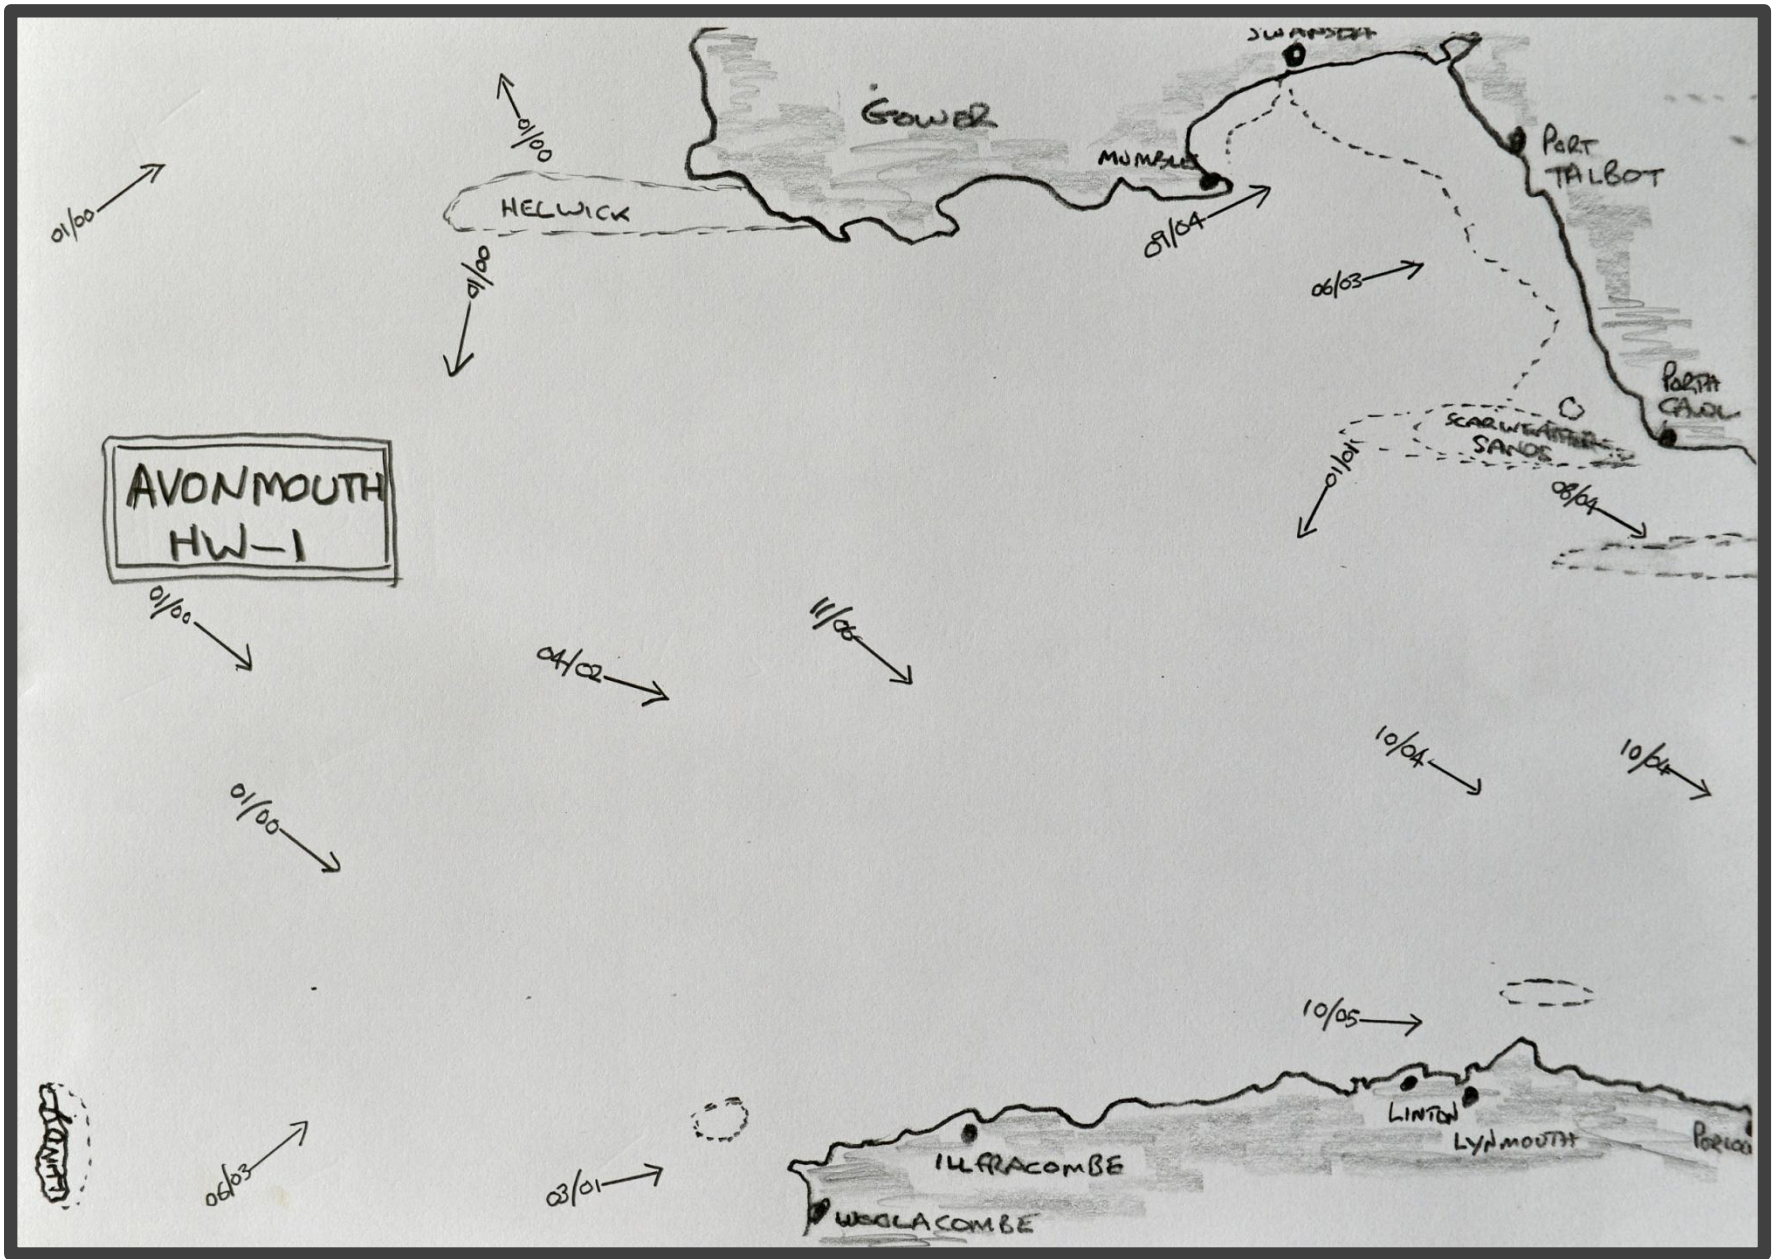 SWANSEA
GOWER
01/00
01/00
MUMBLES
PORT
TALBOT
HELWICK
09/04
01/00
06/03
PORTH
CAWL
SCARWEATHER
SANDS
01/01
08/04
AVONMOUTH
HW-1
01/00
11/06
04/02
10/04
10/04
01/00
10/05
LINTON
LYNMOUTH
PORLOC
ILLFRACOMBE
06/03
03/01
WOOLACOMBE